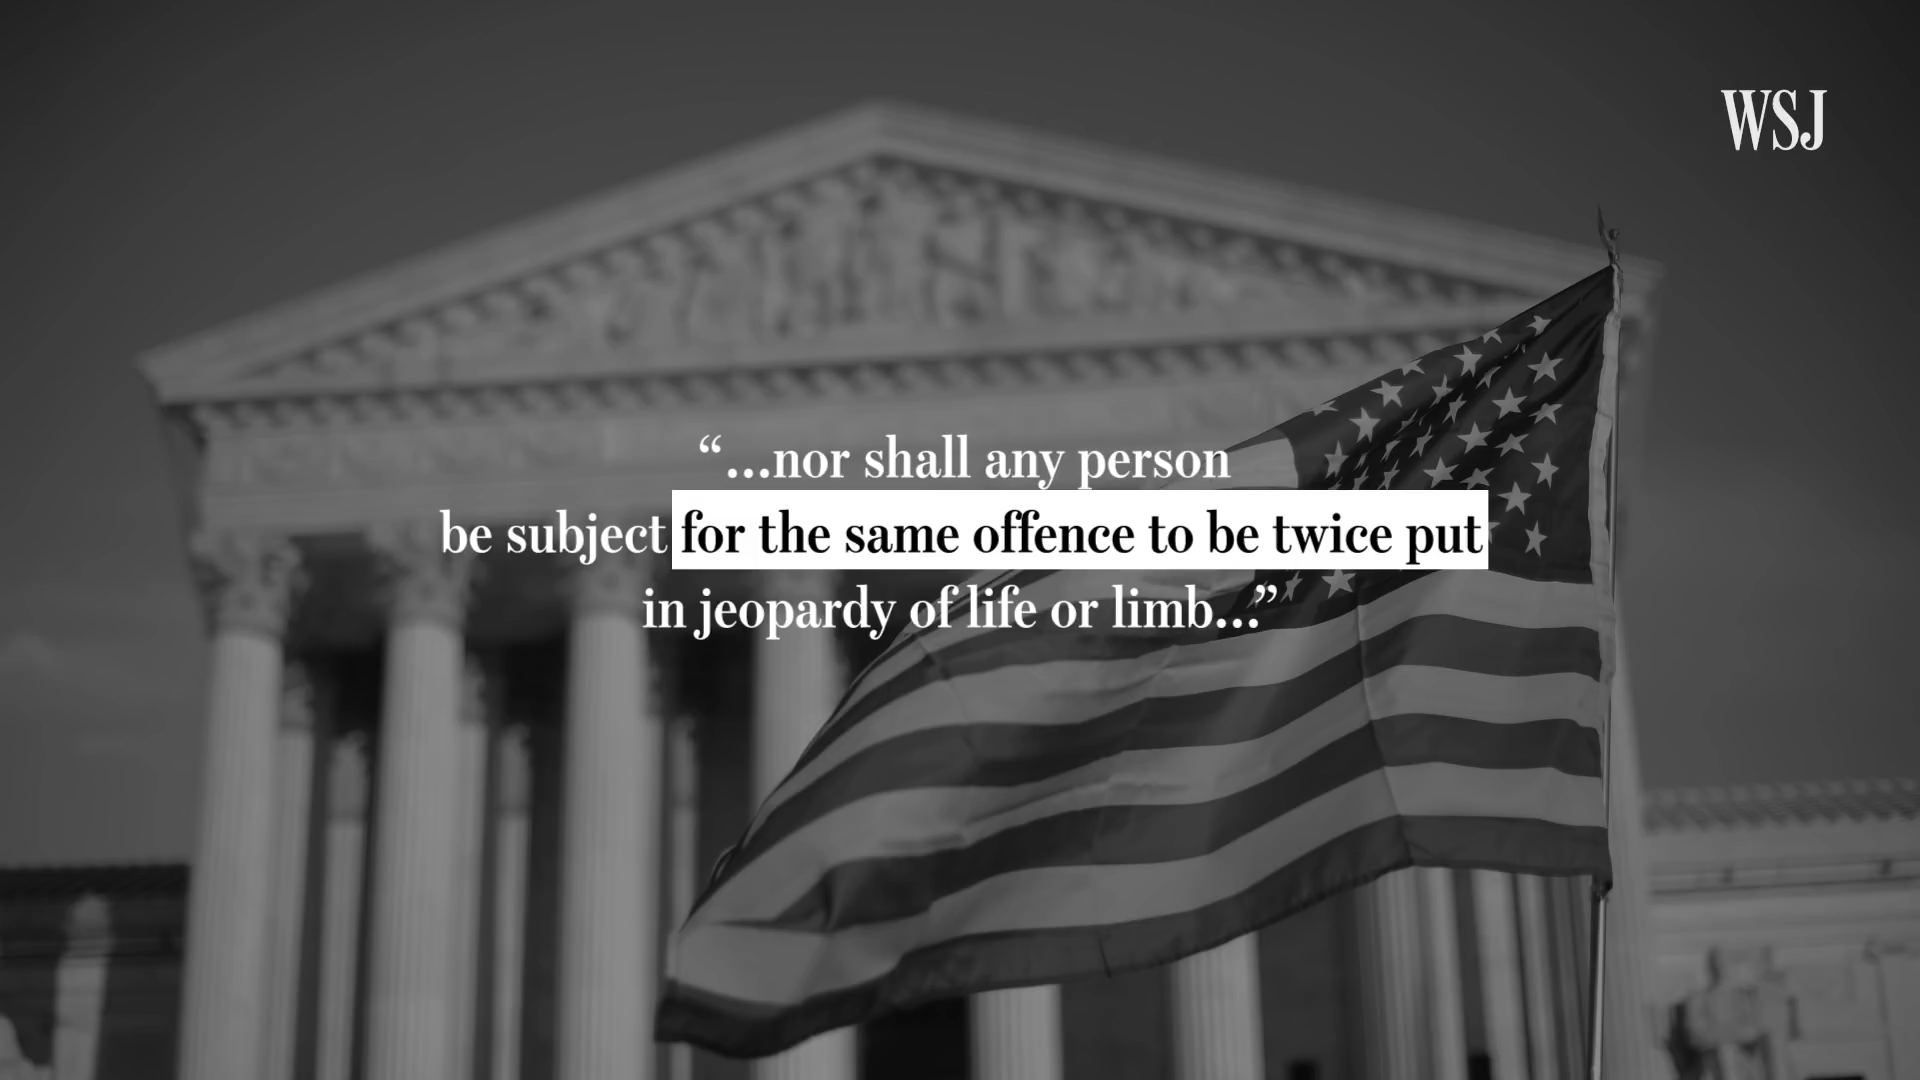 WSJ
“...nor shall any person
be subject for the same offence to be twice put
in jeopardy of life or limb...”